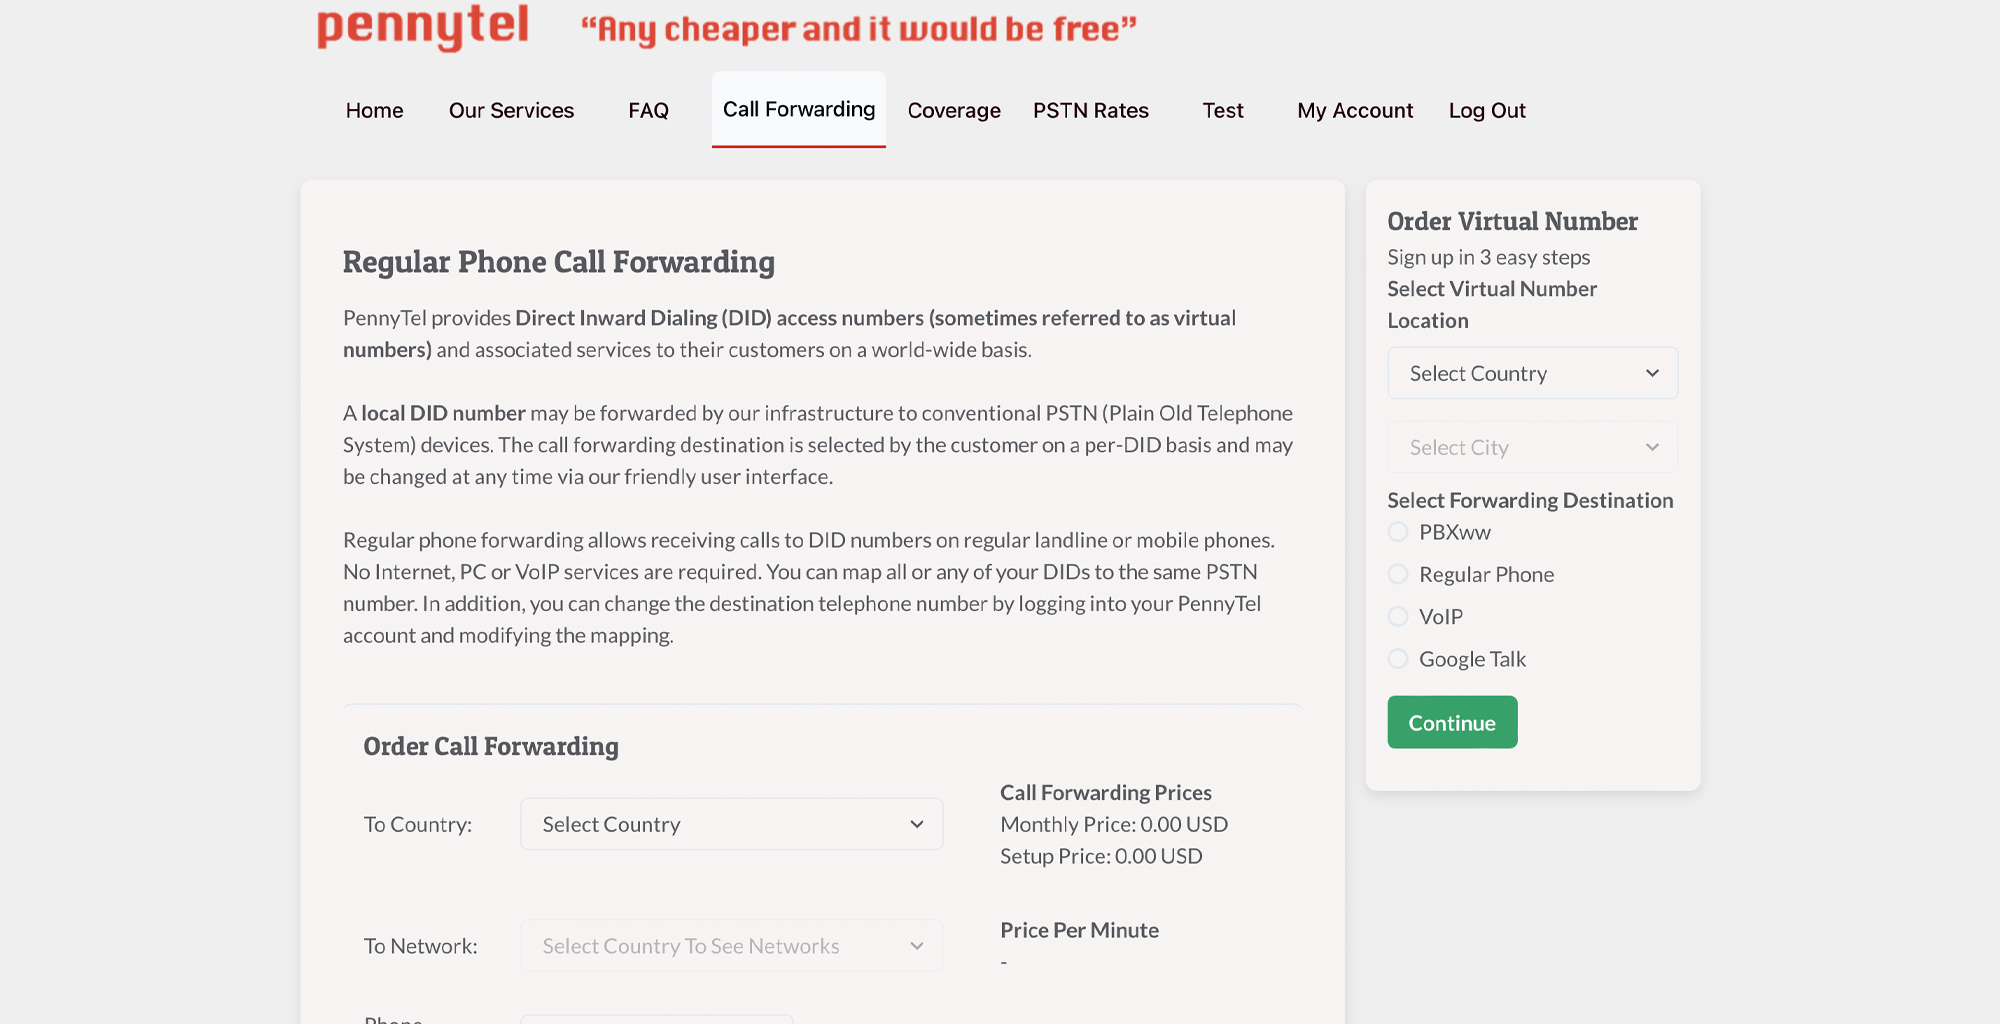 pennytel “Any cheaper and it would be free”
Home Our Services FAQ Call Forwarding Coverage PSTN Rates Test My Account Log Out
Regular Phone Call Forwarding
PennyTel provides Direct Inward Dialing (DID) access numbers (sometimes referred to as virtual
numbers) and associated services to their customers on a world-wide basis.
A local DID number may be forwarded by our infrastructure to conventional PSTN (Plain Old Telephone
System) devices. The call forwarding destination is selected by the customer on a per-DID basis and may
be changed at any time via our friendly user interface.
Regular phone forwarding allows receiving calls to DID numbers on regular landline or mobile phones.
No Internet, PC or VoIP services are required. You can map all or any of your DIDs to the same PSTN
number. In addition, you can change the destination telephone number by logging into your PennyTel
account and modifying the mapping.
Order Call Forwarding
To Country: Select Country
Call Forwarding Prices
Monthly Price: 0.00 USD
Setup Price: 0.00 USD
To Network: Select Country To See Networks
Price Per Minute
-
Phone
Order Virtual Number
Sign up in 3 easy steps
Select Virtual Number
Location
Select Country
Select City
Select Forwarding Destination
PBXww
Regular Phone
VoIP
Google Talk
Continue